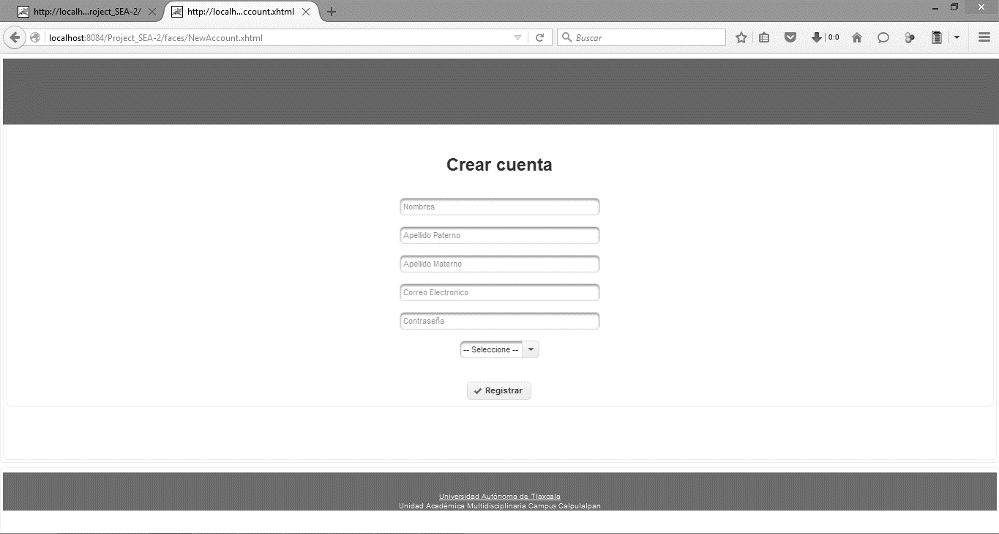 http://localh...roject_SEA-2/
http://localh...ccount.xhtml
localhost:8084/Project_SEA-2/faces/NewAccount.xhtml
Buscar
0:0
Crear cuenta
Nombres
Apellido Paterno
Apellido Materno
Correo Electronico
Contraseña
-- Seleccione --
Registrar
Universidad Autónoma de Tlaxcala
Unidad Académica Multidisciplinaria Campus Calpulalpan